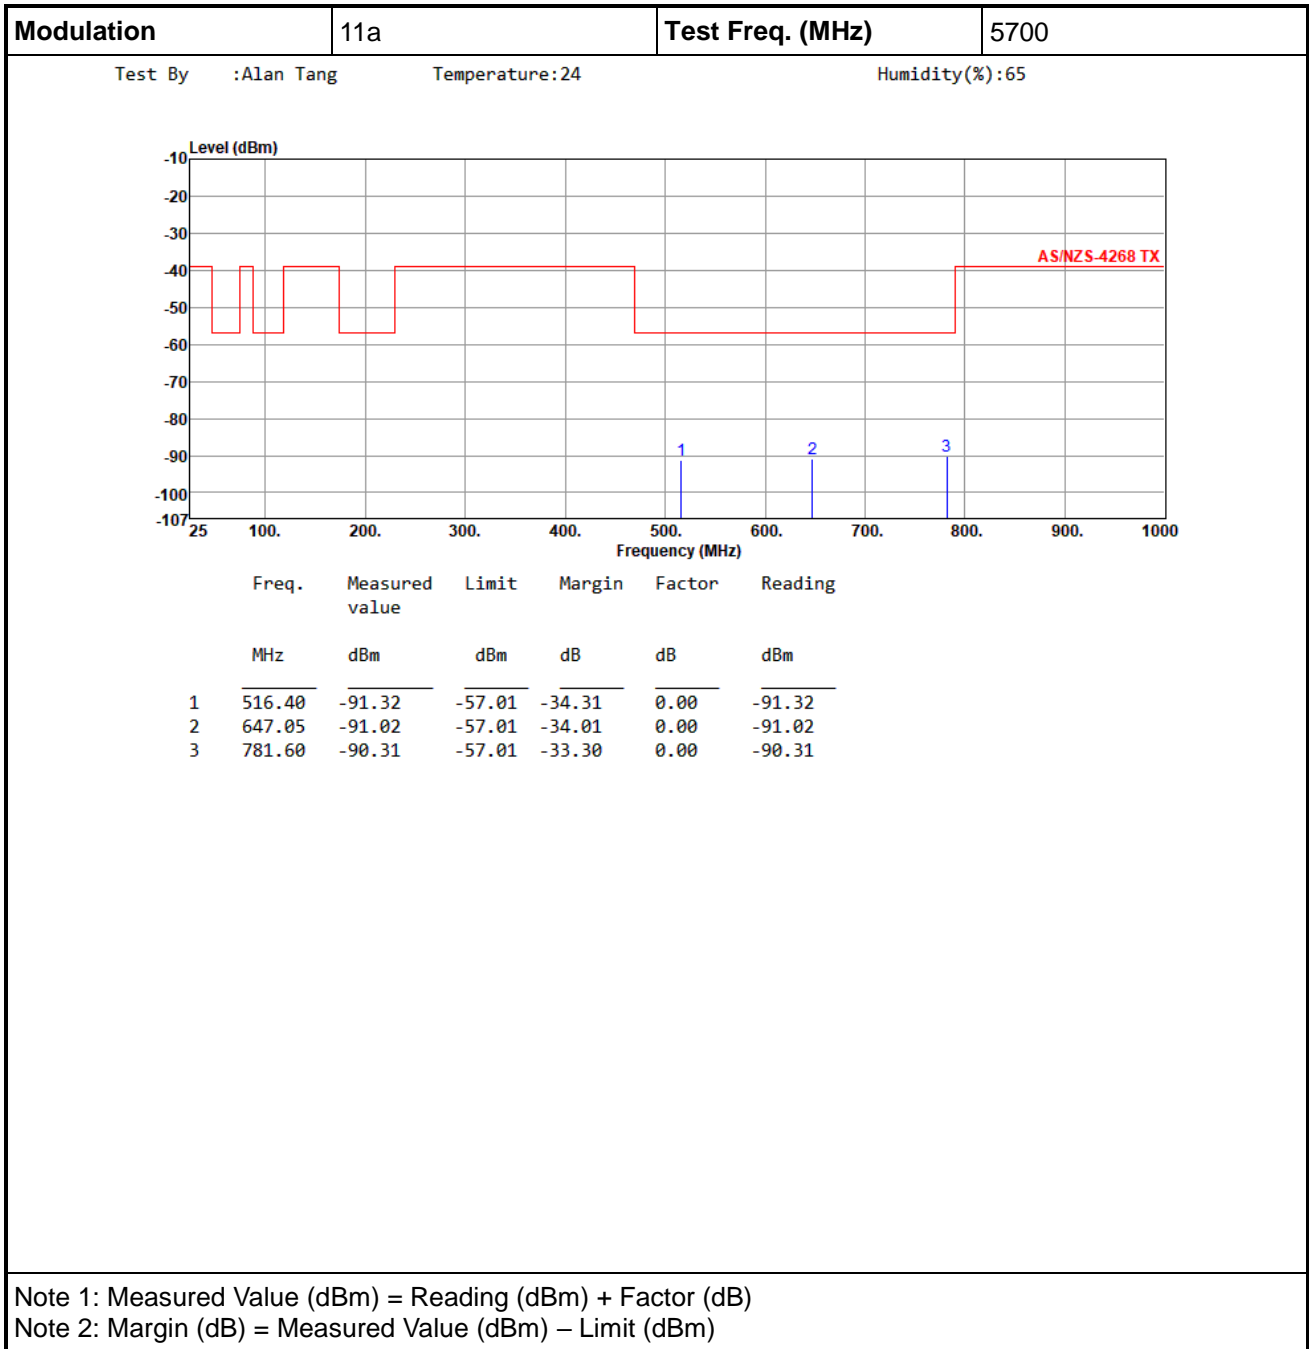 Modulation 11a Test Freq. (MHz) 5700
Test By :Alan Tang Temperature:24 Humidity(%):65
Level (dBm)
-10
-20
-30
AS/NZS-4268 TX
-40
-50
-60
-70
-80
1 2 3
-90
-100
-107
25 100. 200. 300. 400. 500. 600. 700. 800. 900. 1000
Frequency (MHz)
Freq. Measured Limit Margin Factor Reading
value
MHz dBm dBm dB dB dBm
1 516.40 -91.32 -57.01 -34.31 0.00 -91.32
2 647.05 -91.02 -57.01 -34.01 0.00 -91.02
3 781.60 -90.31 -57.01 -33.30 0.00 -90.31
Note 1: Measured Value (dBm) = Reading (dBm) + Factor (dB)
Note 2: Margin (dB) = Measured Value (dBm) – Limit (dBm)